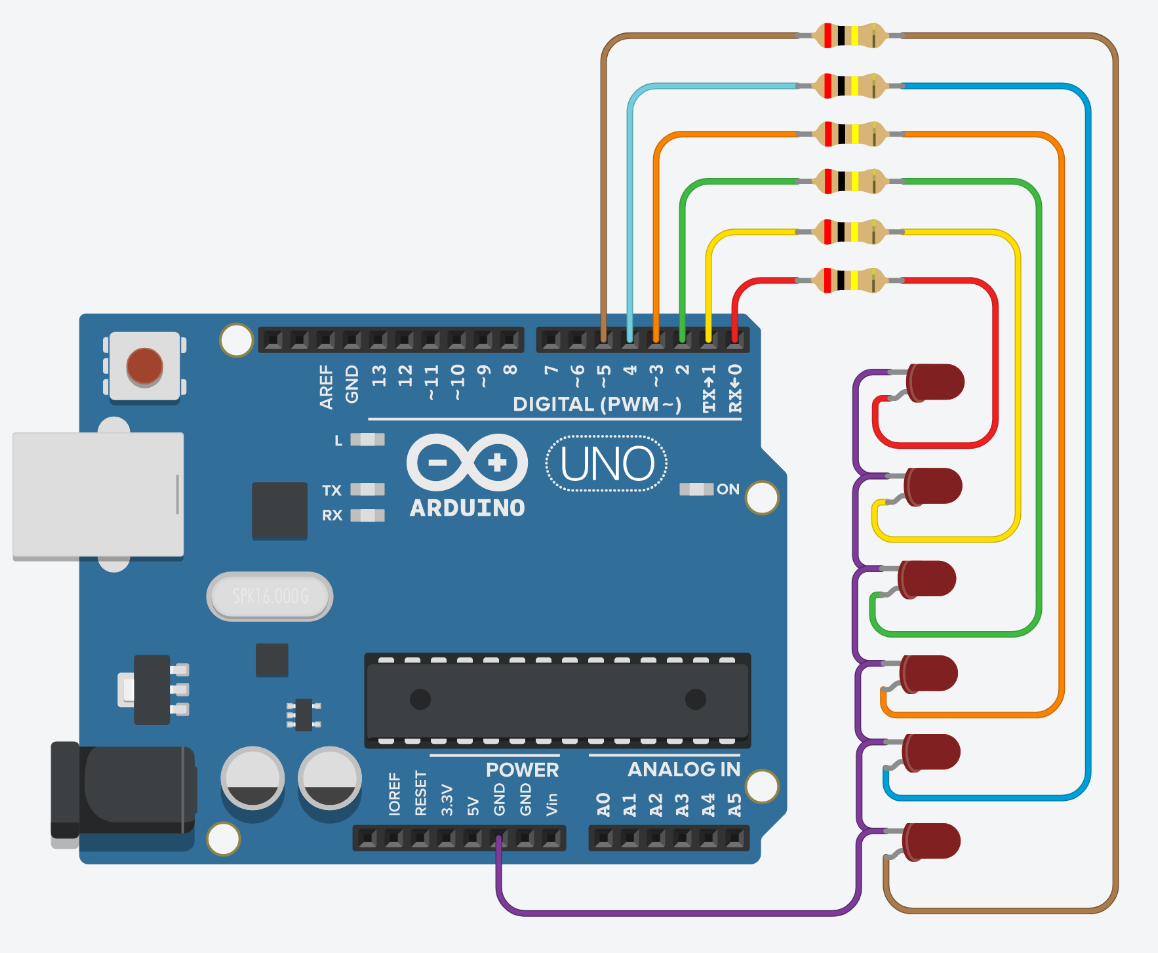 AREF
GND
13
12
~11
~10
~9
8
7
~6
~5
4
~3
2
TX→1
RX←0
DIGITAL (PWM~)
L
TX
RX
ARDUINO
UNO
ON
SPK16.000G
POWER
ANALOG IN
IOREF
RESET
3.3V
5V
GND
GND
Vin
A0
A1
A2
A3
A4
A5